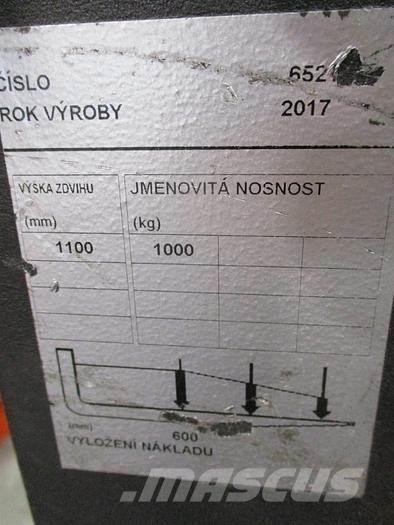 ČÍSLO 652
ROK VÝROBY 2017
VÝŠKA ZDVIHU JMENOVITÁ NOSNOST
(mm) (kg)
1100 1000
600
(mm)
VYLOŽENÍ NÁKLADU
MASCUS